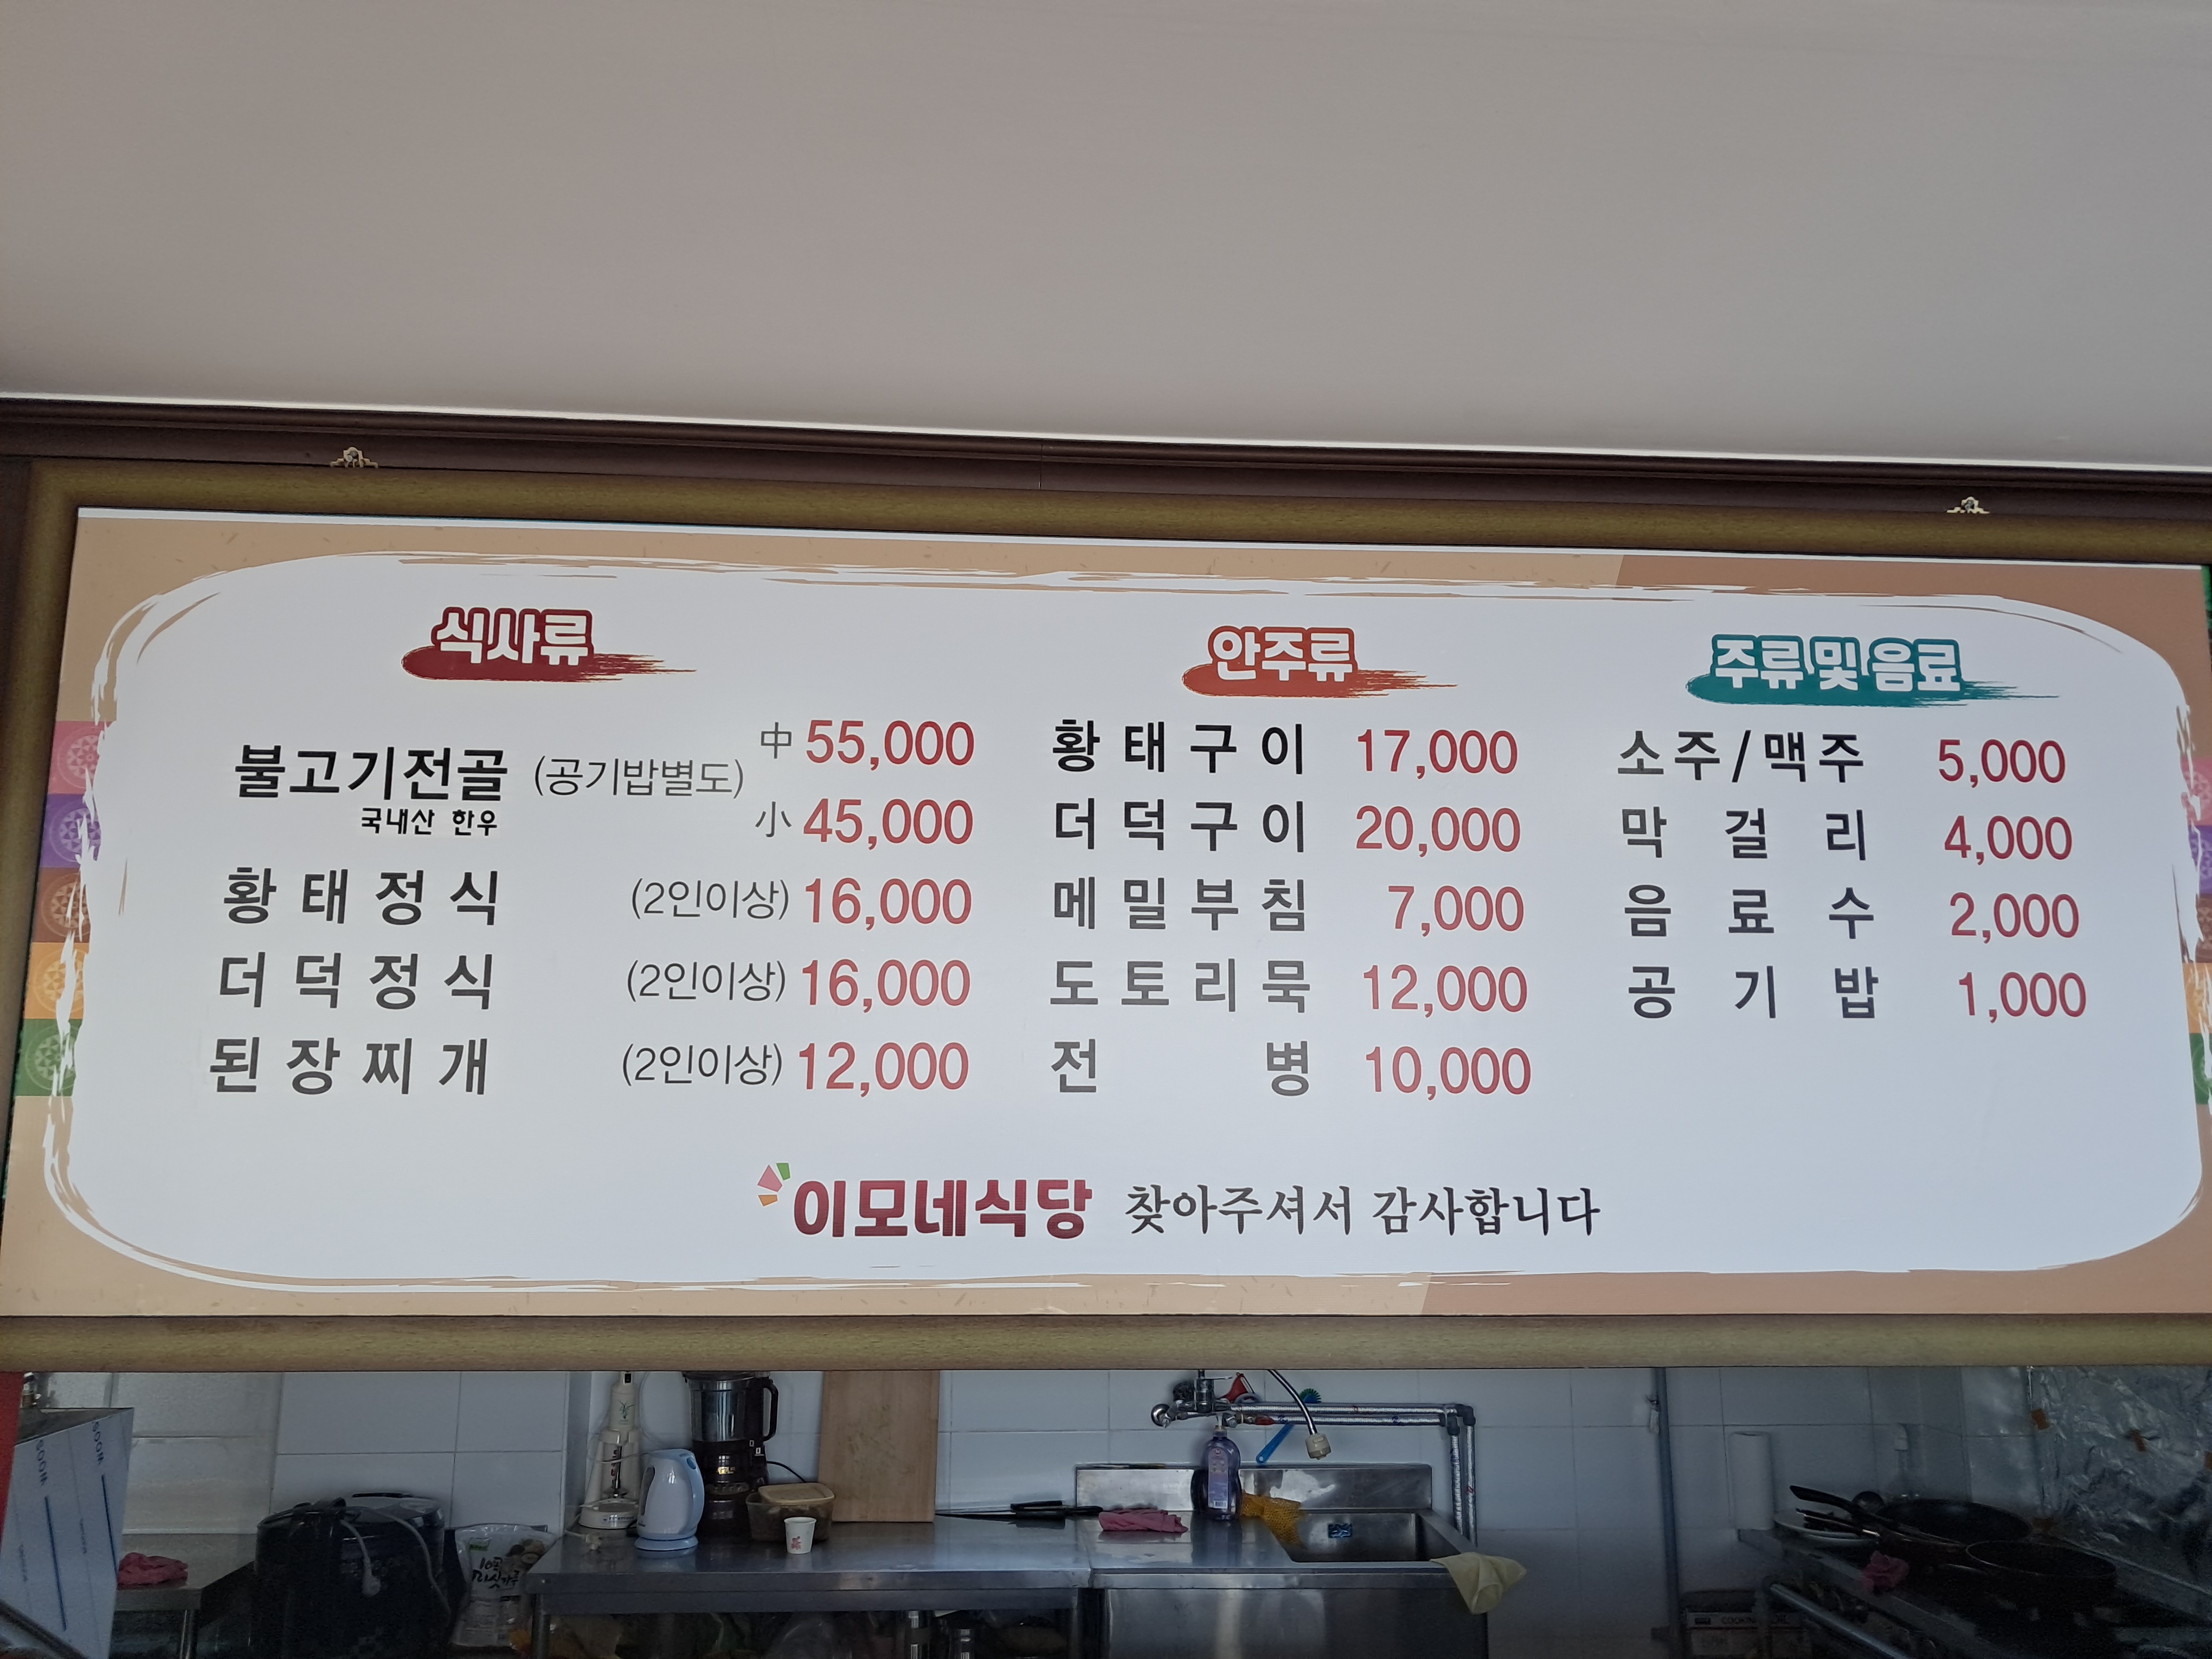 식사류
불고기전골 (공기밥별도) 中 55,000
국내산 한우 小 45,000
황태정식 (2인이상) 16,000
더덕정식 (2인이상) 16,000
된장찌개 (2인이상) 12,000
안주류
황태구이 17,000
더덕구이 20,000
메밀부침 7,000
도토리묵 12,000
전병 10,000
주류 및 음료
소주/맥주 5,000
막걸리 4,000
음료수 2,000
공기밥 1,000
이모네식당 찾아주셔서 감사합니다